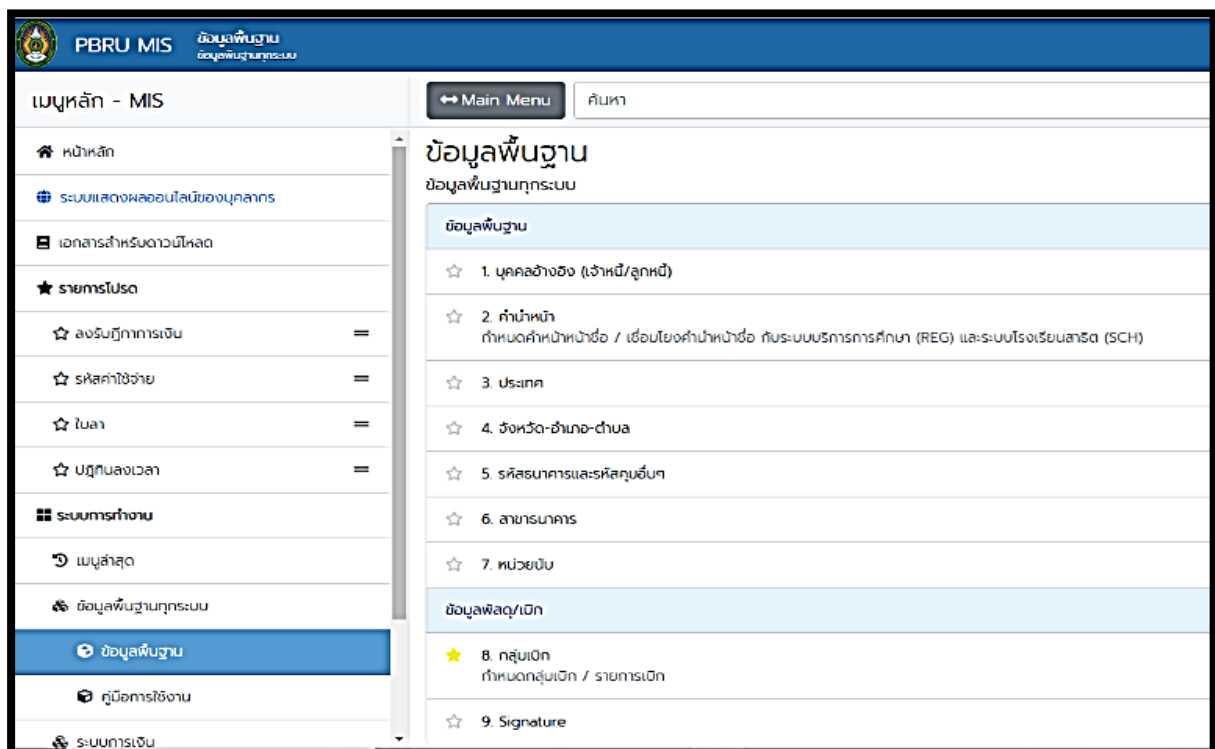 PBRU MIS
ข้อมูลพื้นฐาน
ข้อมูลพื้นฐานทุกระบบ
เมนูหลัก - MIS
หน้าหลัก
ระบบแสดงผลออนไลน์ของบุคลากร
เอกสารสำหรับดาวน์โหลด
รายการโปรด
ลงรับฎีกาการเงิน
รหัสค่าใช้จ่าย
ใบลา
ปฏิทินลงเวลา
ระบบการทำงาน
เมนูล่าสุด
ข้อมูลพื้นฐานทุกระบบ
ข้อมูลพื้นฐาน
คู่มือการใช้งาน
ระบบการเงิน
Main Menu
ค้นหา
ข้อมูลพื้นฐาน
ข้อมูลพื้นฐานทุกระบบ
ข้อมูลพื้นฐาน
1. บุคคลอ้างอิง (เจ้าหนี้/ลูกหนี้)
2. คำนำหน้า
กำหนดคำหน้าหน้าชื่อ / เชื่อมโยงคำนำหน้าชื่อ กับระบบบริการการศึกษา (REG) และระบบโรงเรียนสาธิต (SCH)
3. ประเทศ
4. จังหวัด-อำเภอ-ตำบล
5. รหัสธนาคารและรหัสคุมอื่นๆ
6. สาขาธนาคาร
7. หน่วยนับ
ข้อมูลพัสดุ/เบิก
8. กลุ่มเบิก
กำหนดกลุ่มเบิก / รายการเบิก
9. Signature